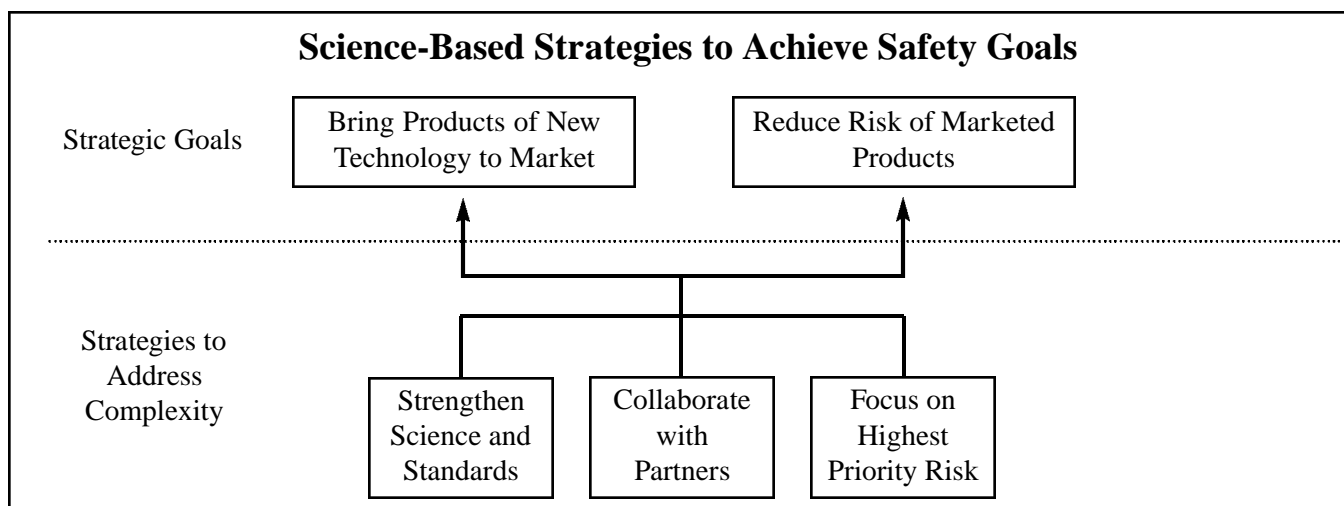 Science-Based Strategies to Achieve Safety Goals
Strategic Goals
Bring Products of New
Technology to Market
Reduce Risk of Marketed
Products
Strategies to
Address
Complexity
Strengthen
Science and
Standards
Collaborate
with
Partners
Focus on
Highest
Priority Risk